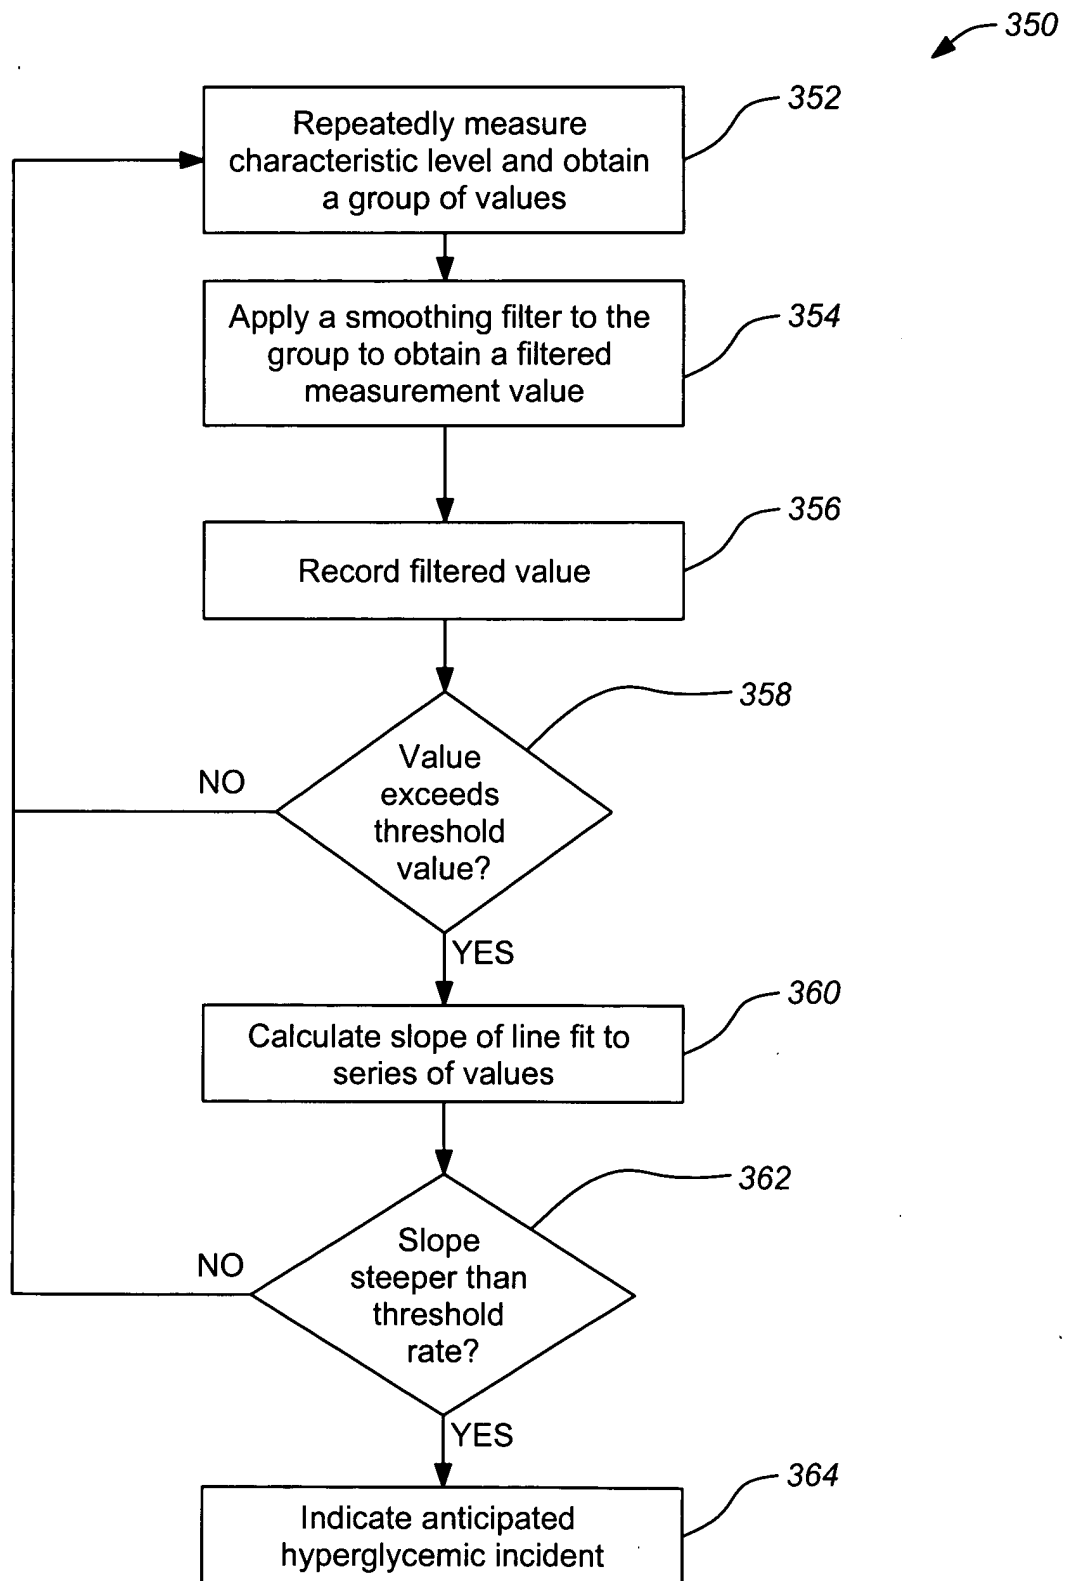 350
352
Repeatedly measure
characteristic level and obtain
a group of values
354
Apply a smoothing filter to the
group to obtain a filtered
measurement value
356
Record filtered value
358
Value
exceeds
threshold
value?
NO
YES
360
Calculate slope of line fit to
series of values
362
Slope
steeper than
threshold
rate?
NO
YES
364
Indicate anticipated
hyperglycemic incident